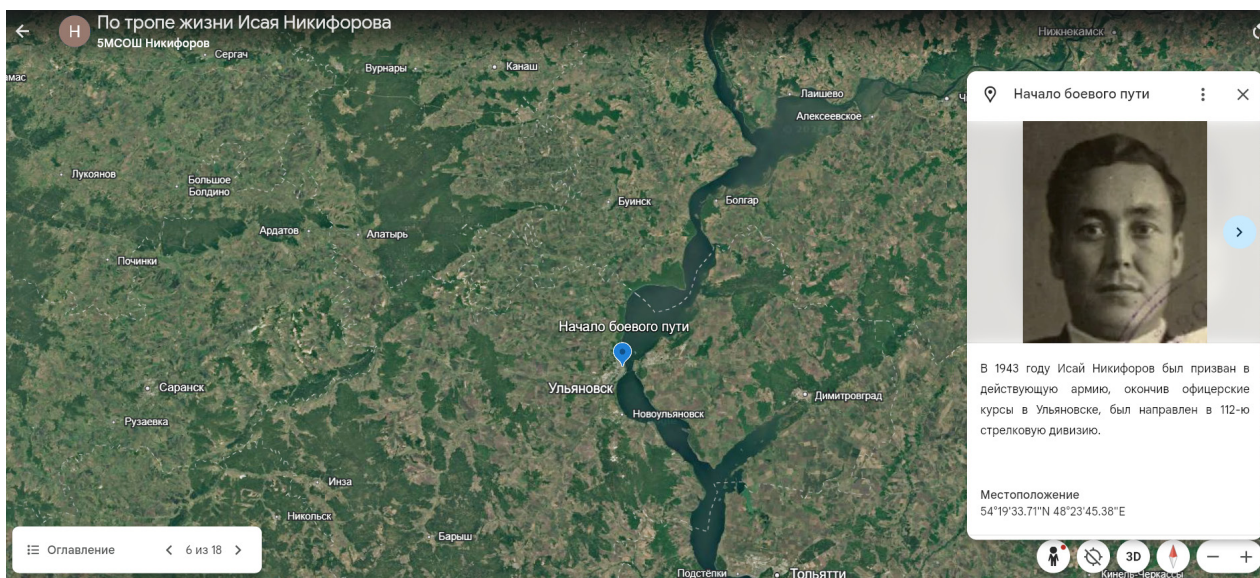 По тропе жизни Исая Никифорова
Н
5МСОШ Никифоров
Нижнекамск
Сергач
Вурнары
Канаш
амас
Лаишево
Алексеевское
Ч
Начало боевого пути
Лукоянов
Большое
Болдино
Буинск
Болгар
Ардатов
Алатырь
Починки
Начало боевого пути
Ульяновск
Саранск
Новоульяновск
Димитровград
Рузаевка
Инза
Никольск
Барыш
Подстёпки
Тольятти
Кинель-Черкассы
В 1943 году Исай Никифоров был призван в
действующую армию, окончив офицерские
курсы в Ульяновске, был направлен в 112-ю
стрелковую дивизию.
Местоположение
54°19'33.71"N 48°23'45.38"E
Оглавление
6 из 18
3D